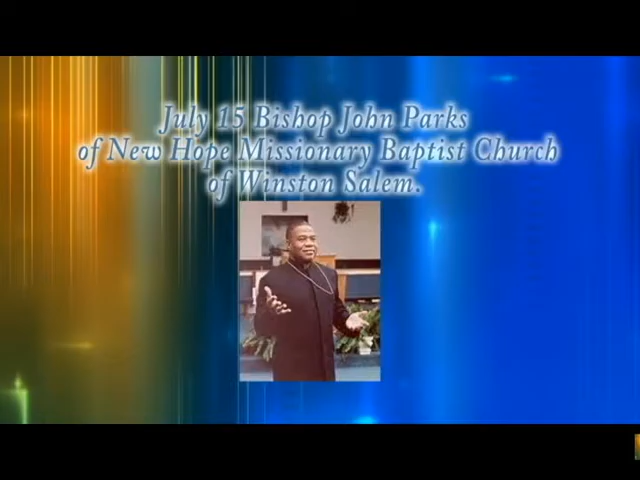 July 15 Bishop John Parks
of New Hope Missionary Baptist Church
of Winston Salem.